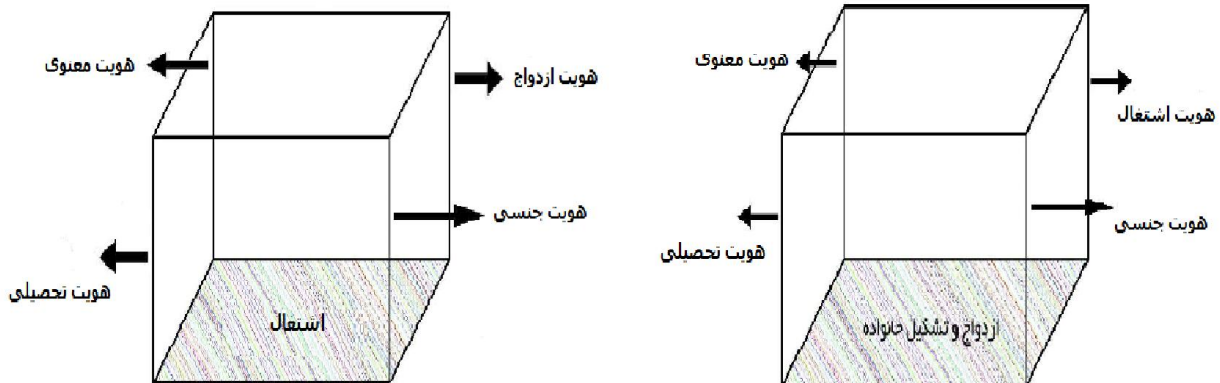 هویت معنوی
هویت اشتغال
هویت جنسی
هویت تحصیلی
ازدواج و تشکیل خانواده
هویت معنوی
هویت ازدواج
هویت جنسی
هویت تحصیلی
اشتغال